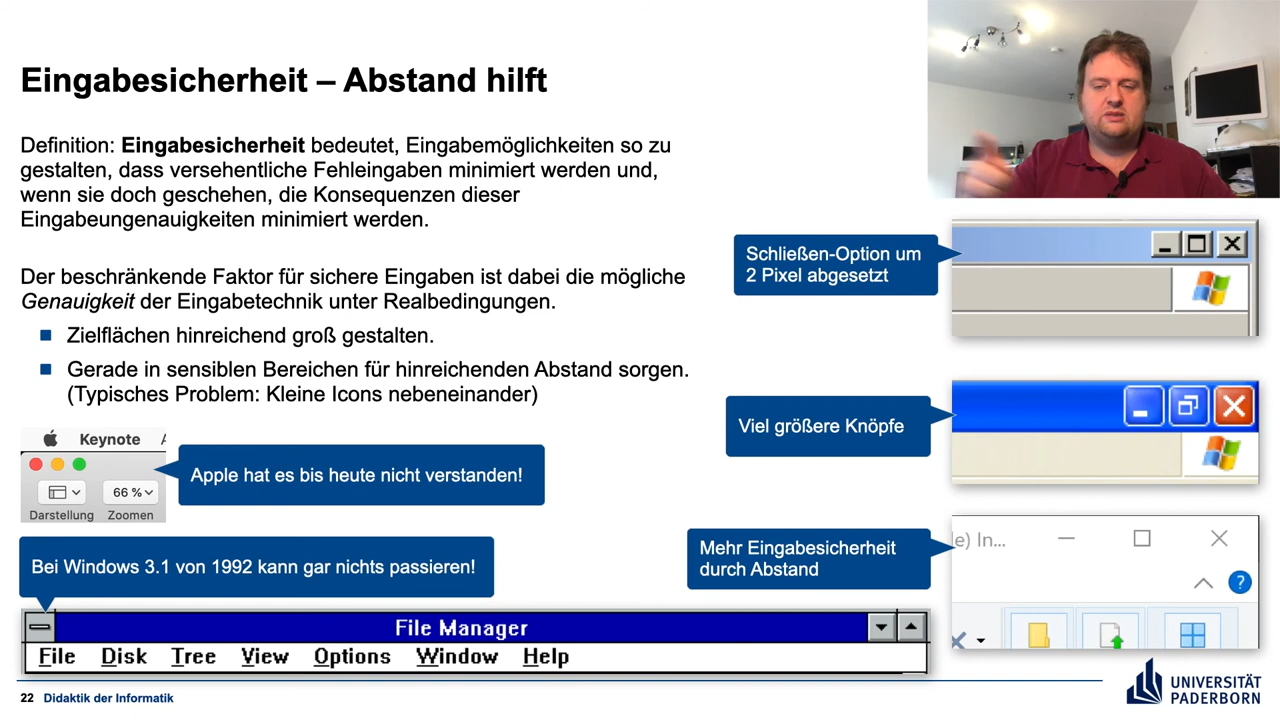 Eingabesicherheit – Abstand hilft
Definition: Eingabesicherheit bedeutet, Eingabemöglichkeiten so zu
gestalten, dass versehentliche Fehleingaben minimiert werden und,
wenn sie doch geschehen, die Konsequenzen dieser
Eingabeungenauigkeiten minimiert werden.
Der beschränkende Faktor für sichere Eingaben ist dabei die mögliche
Genauigkeit der Eingabetechnik unter Realbedingungen.
Zielflächen hinreichend groß gestalten.
Gerade in sensiblen Bereichen für hinreichenden Abstand sorgen.
(Typisches Problem: Kleine Icons nebeneinander)
Keynote
66 %
Darstellung Zoomen
Apple hat es bis heute nicht verstanden!
Bei Windows 3.1 von 1992 kann gar nichts passieren!
File Manager
File Disk Tree View Options Window Help
Schließen-Option um
2 Pixel abgesetzt
Viel größere Knöpfe
Mehr Eingabesicherheit
durch Abstand
e) In...
?
22 Didaktik der Informatik
UNIVERSITÄT
PADERBORN